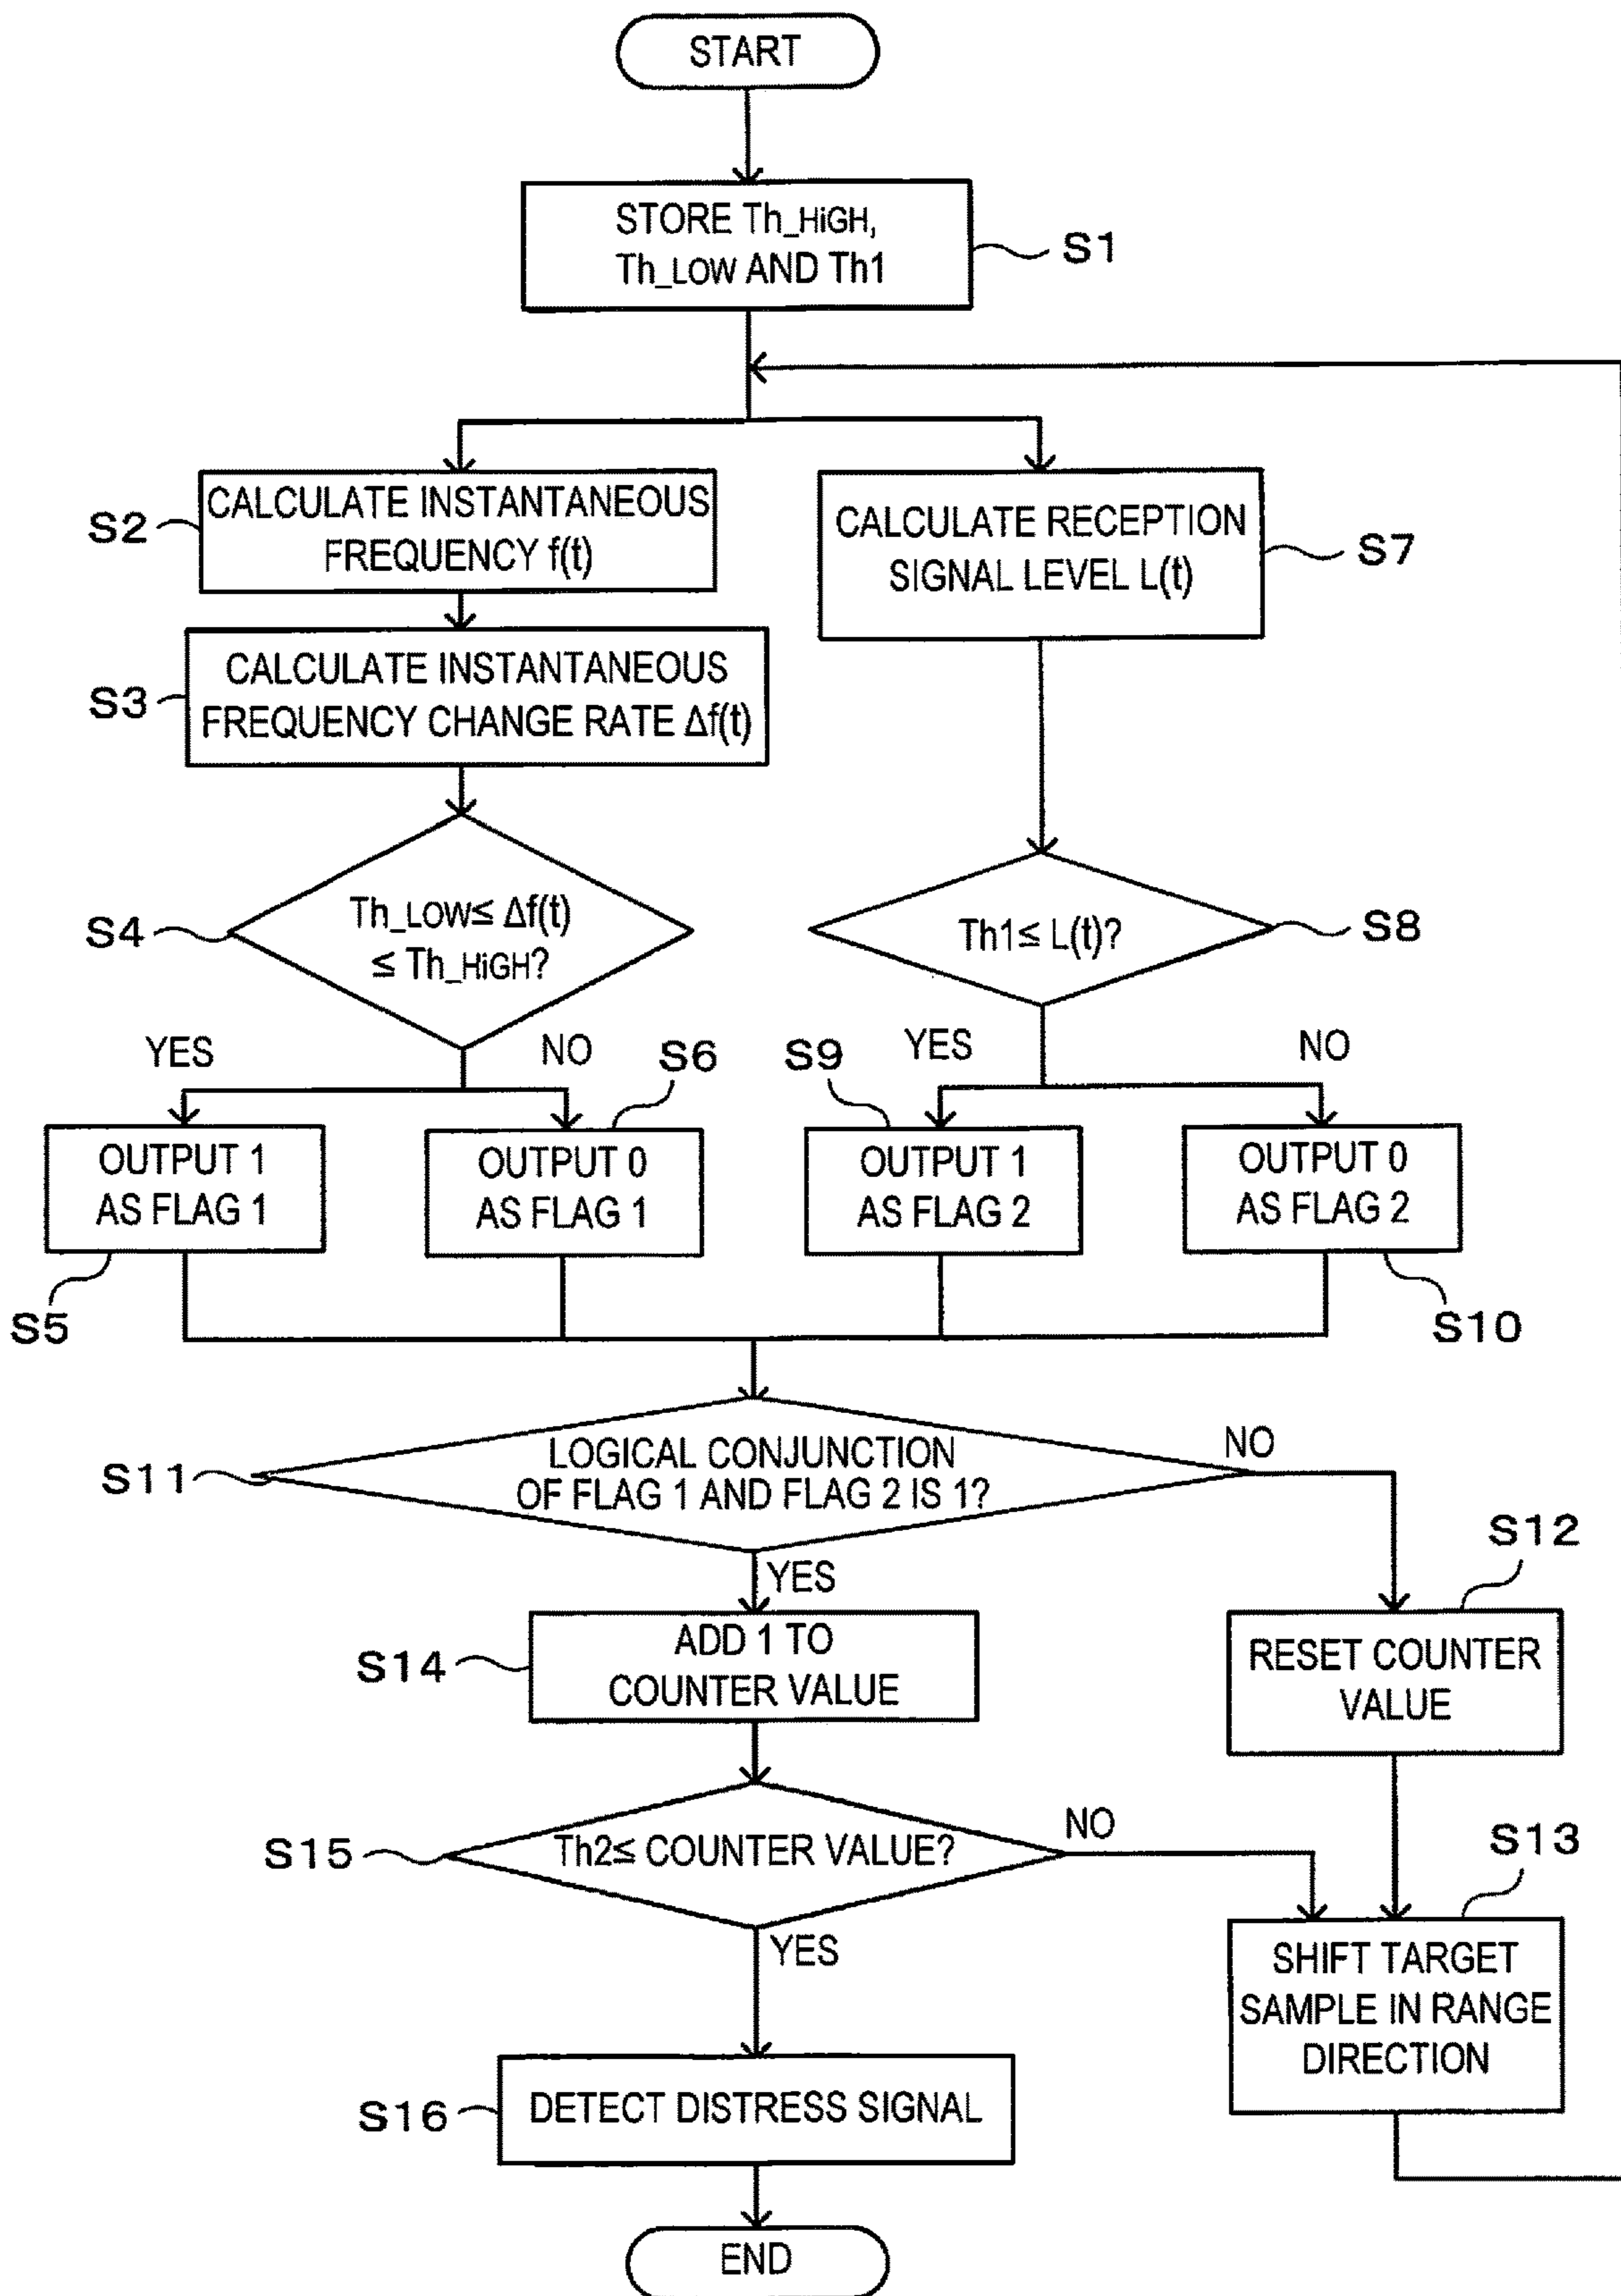 START
STORE Th_HiGH,
Th_LOW AND Th1
S1
S2
CALCULATE INSTANTANEOUS
FREQUENCY f(t)
CALCULATE RECEPTION
SIGNAL LEVEL L(t)
S7
S3
CALCULATE INSTANTANEOUS
FREQUENCY CHANGE RATE Δf(t)
S4
Th_LOW≤ Δf(t)
≤ Th_HiGH?
Th1≤ L(t)?
S8
YES
NO
S6
S9
YES
NO
OUTPUT 1
AS FLAG 1
OUTPUT 0
AS FLAG 1
OUTPUT 1
AS FLAG 2
OUTPUT 0
AS FLAG 2
S5
S10
S11
LOGICAL CONJUNCTION
OF FLAG 1 AND FLAG 2 IS 1?
NO
YES
S12
S14
ADD 1 TO
COUNTER VALUE
RESET COUNTER
VALUE
S15
Th2≤ COUNTER VALUE?
NO
S13
YES
SHIFT TARGET
SAMPLE IN RANGE
DIRECTION
S16
DETECT DISTRESS SIGNAL
END